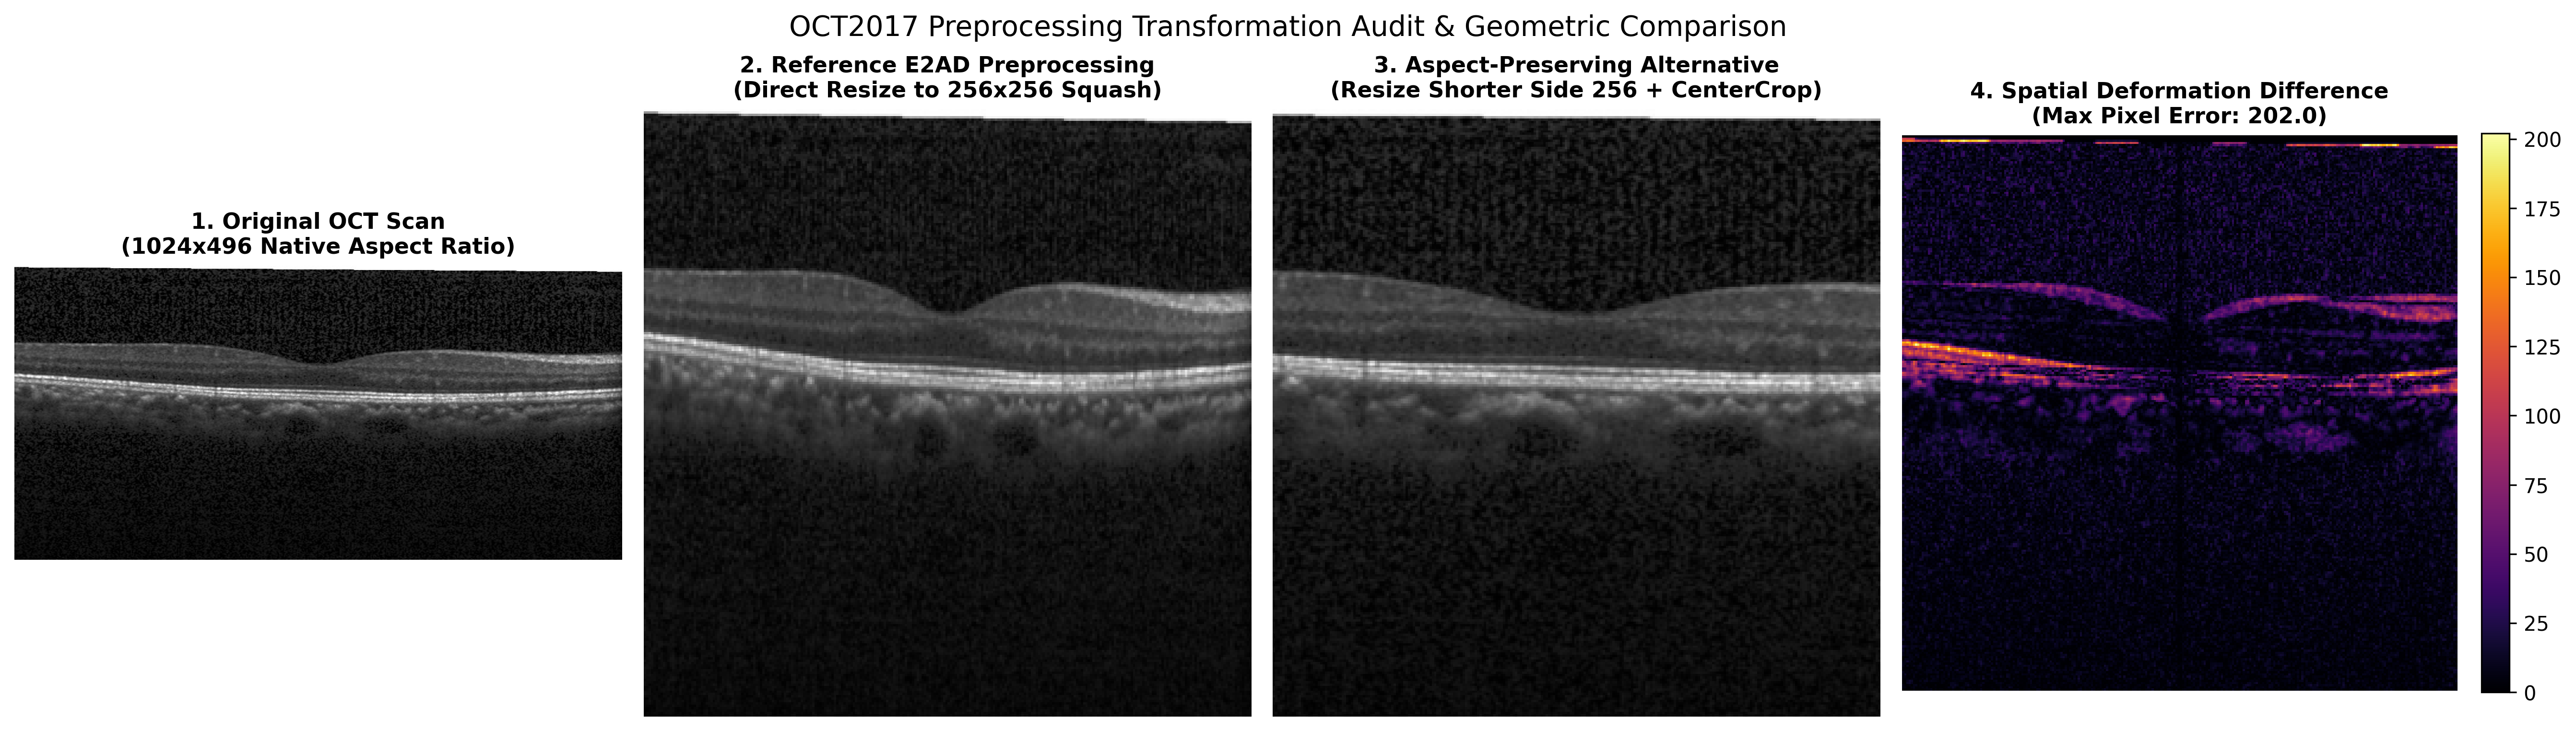 OCT2017 Preprocessing Transformation Audit & Geometric Comparison
1. Original OCT Scan
(1024x496 Native Aspect Ratio)
2. Reference E2AD Preprocessing
(Direct Resize to 256x256 Squash)
3. Aspect-Preserving Alternative
(Resize Shorter Side 256 + CenterCrop)
4. Spatial Deformation Difference
(Max Pixel Error: 202.0)
200
175
150
125
100
75
50
25
0